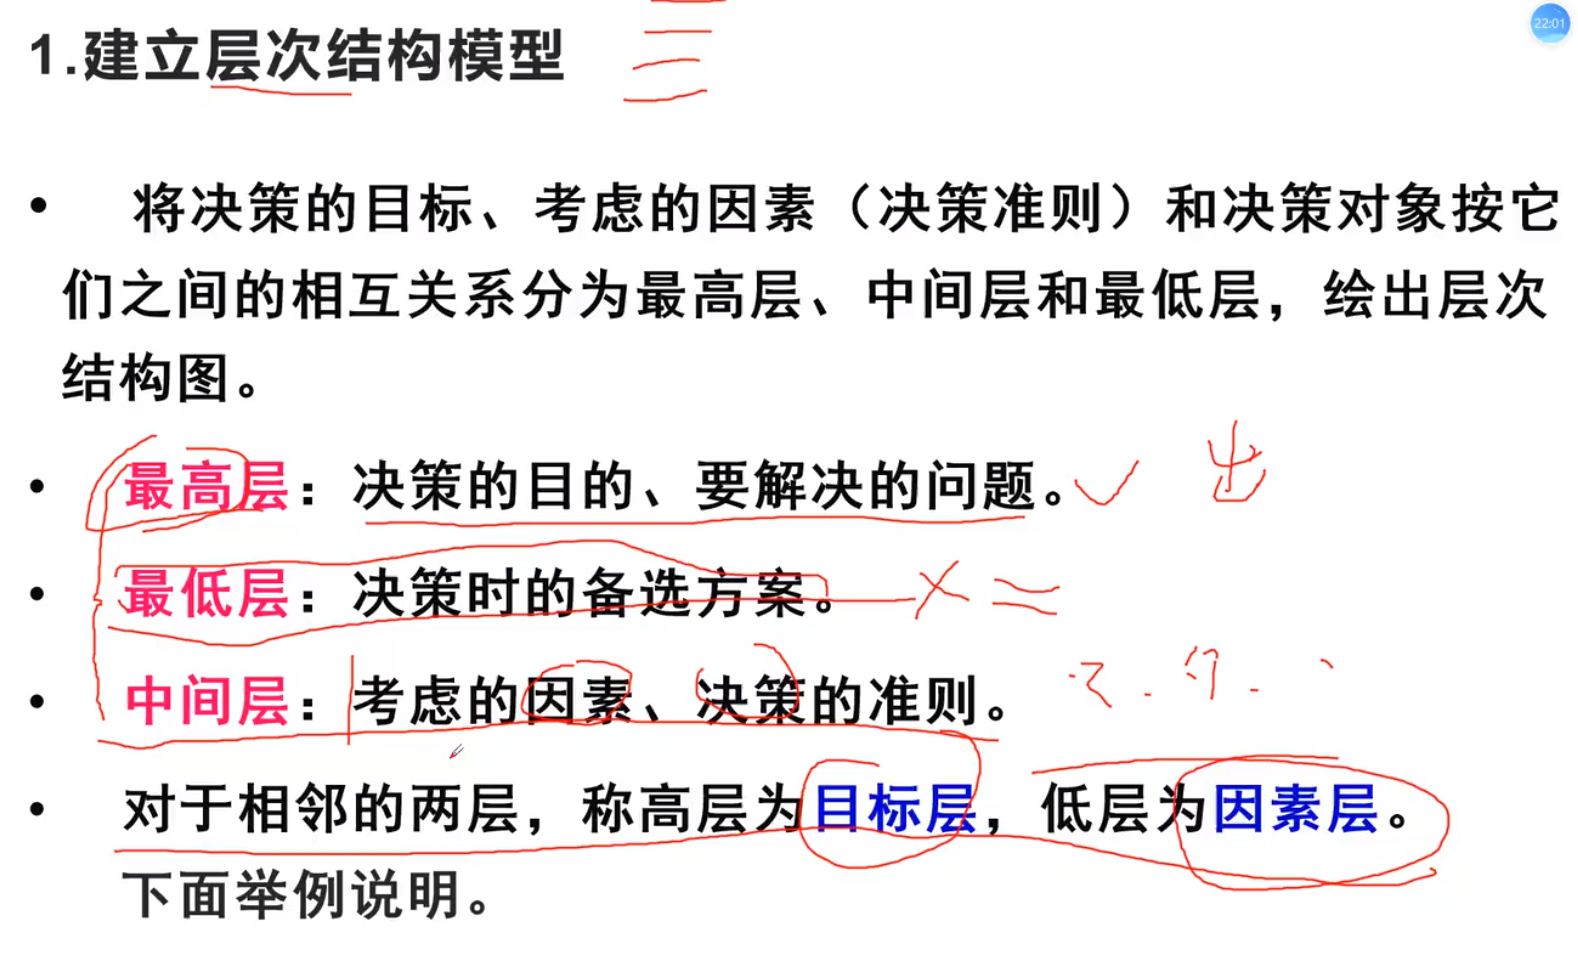 22:01
1.建立层次结构模型
• 将决策的目标、考虑的因素（决策准则）和决策对象按它
们之间的相互关系分为最高层、中间层和最低层，绘出层次
结构图。
• 最高层：决策的目的、要解决的问题。
• 最低层：决策时的备选方案。
• 中间层：考虑的因素、决策的准则。
• 对于相邻的两层，称高层为目标层，低层为因素层。
下面举例说明。